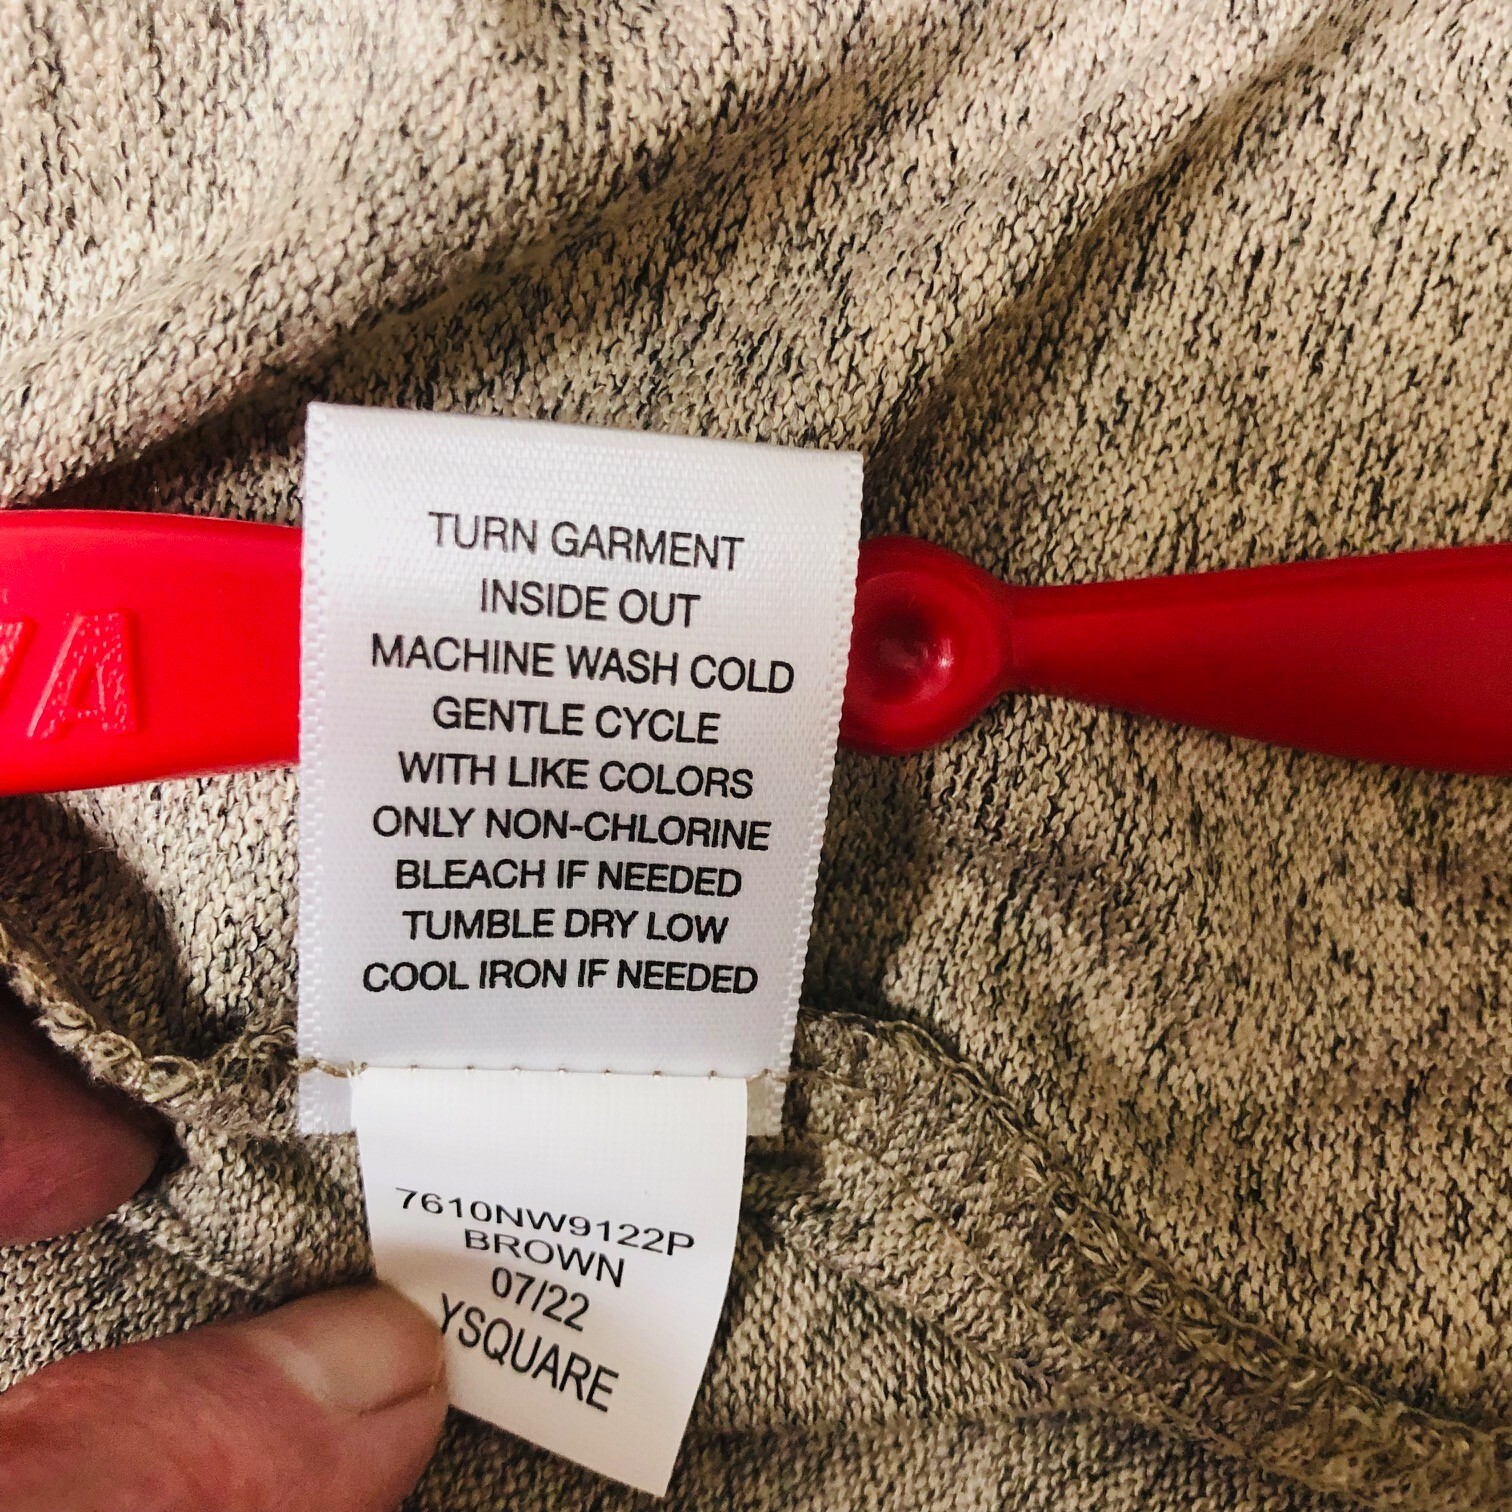 TURN GARMENT
INSIDE OUT
MACHINE WASH COLD
GENTLE CYCLE
WITH LIKE COLORS
ONLY NON-CHLORINE
BLEACH IF NEEDED
TUMBLE DRY LOW
COOL IRON IF NEEDED
7610NW9122P
BROWN
07/22
YSQUARE